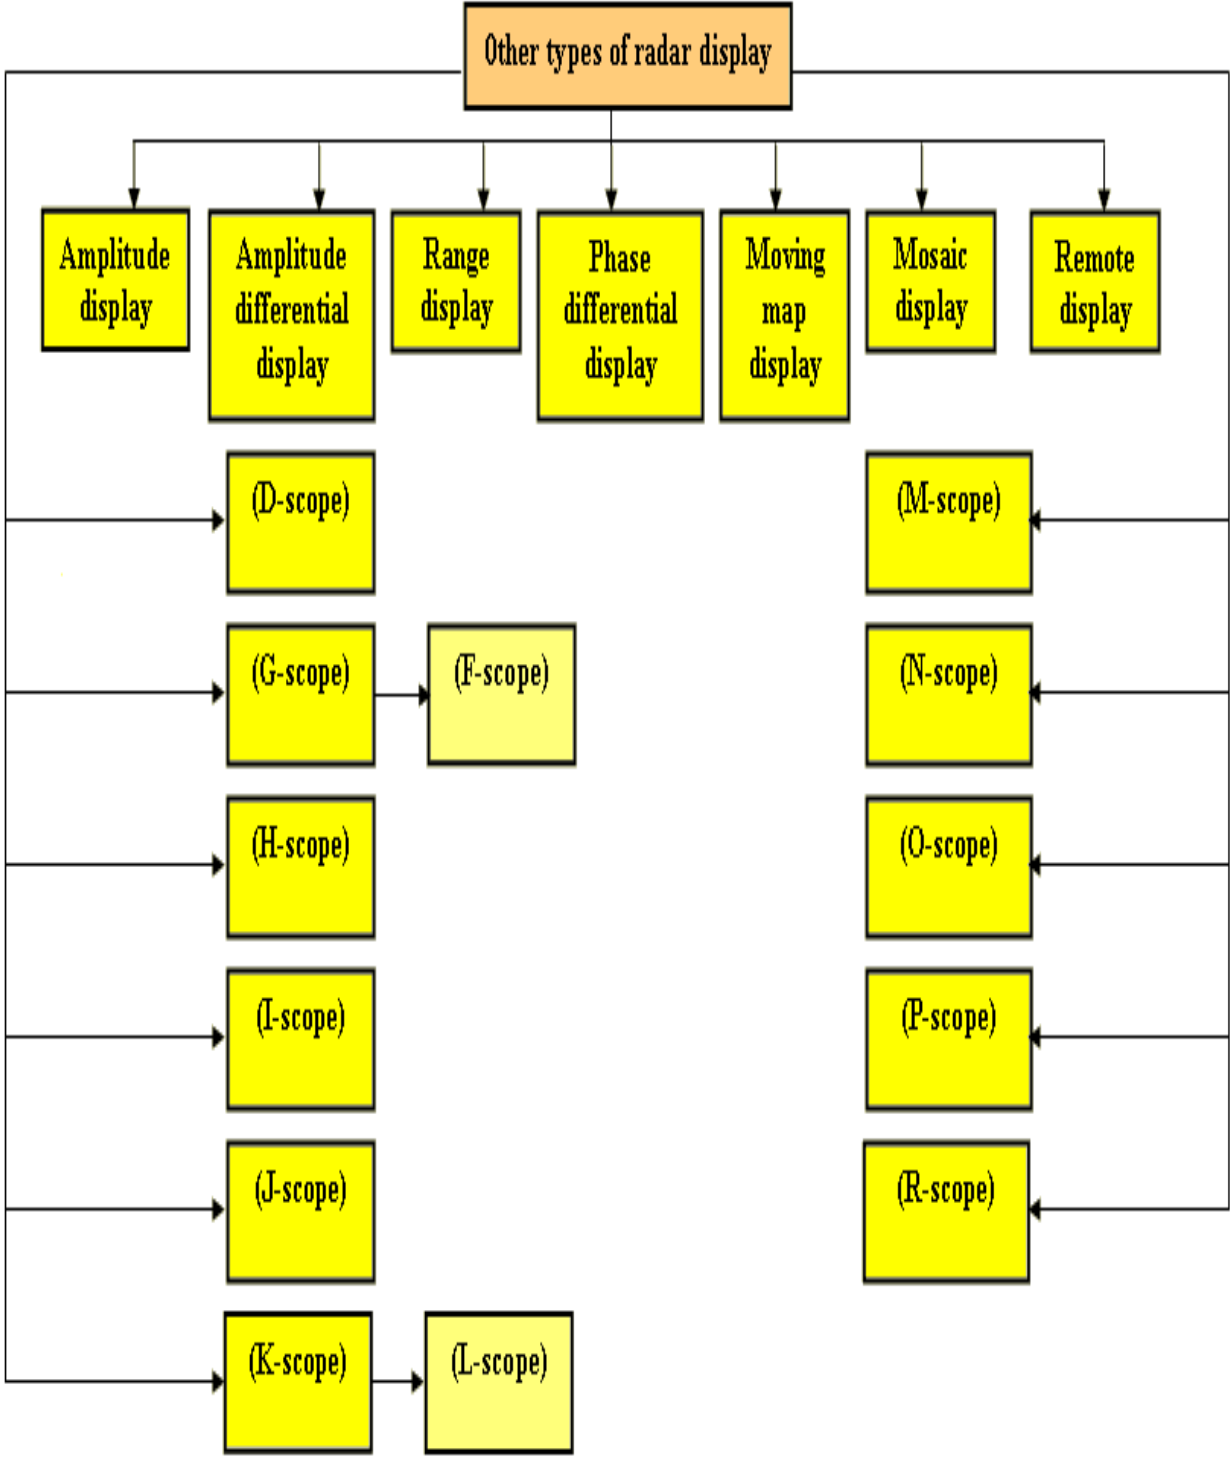 Other types of radar display
Amplitude
display
Amplitude
differential
display
Range
display
Phase
differential
display
Moving
map
display
Mosaic
display
Remote
display
(D-scope)
(M-scope)
(G-scope)
(F-scope)
(N-scope)
(H-scope)
(O-scope)
(I-scope)
(P-scope)
(J-scope)
(R-scope)
(K-scope)
(L-scope)